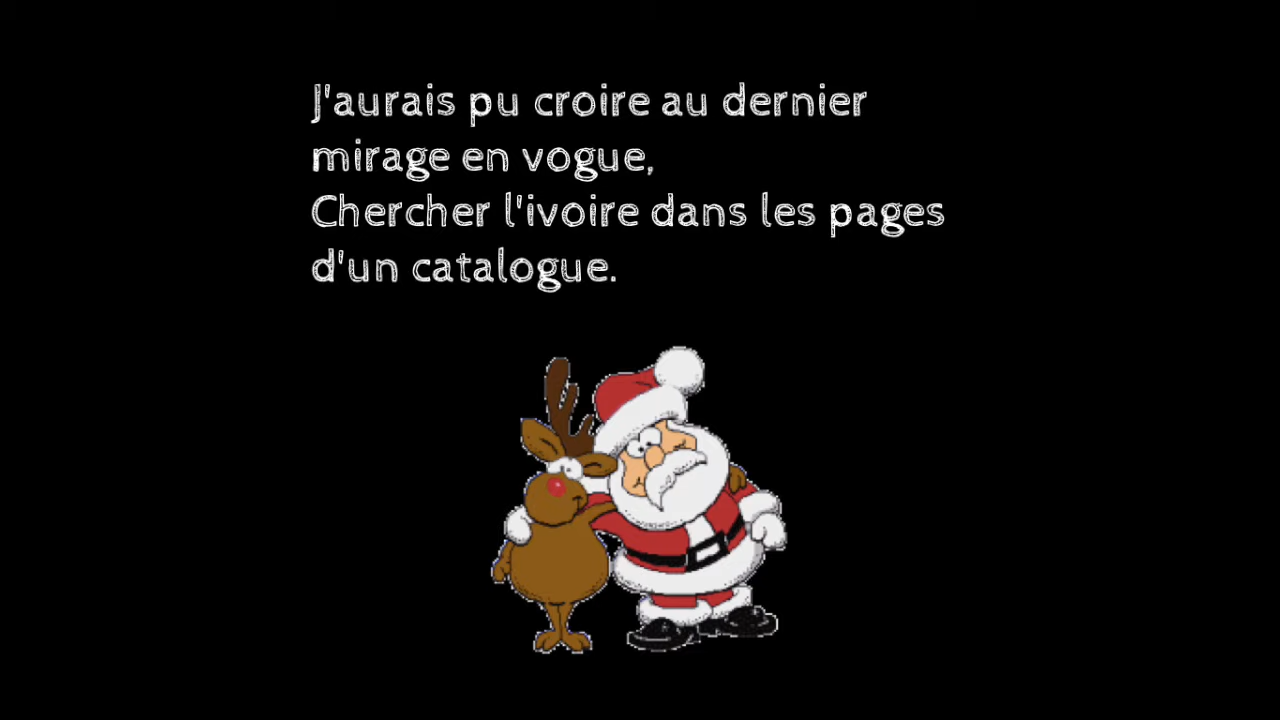 J'aurais pu croire au dernier
mirage en vogue,
Chercher l'ivoire dans les pages
d'un catalogue.